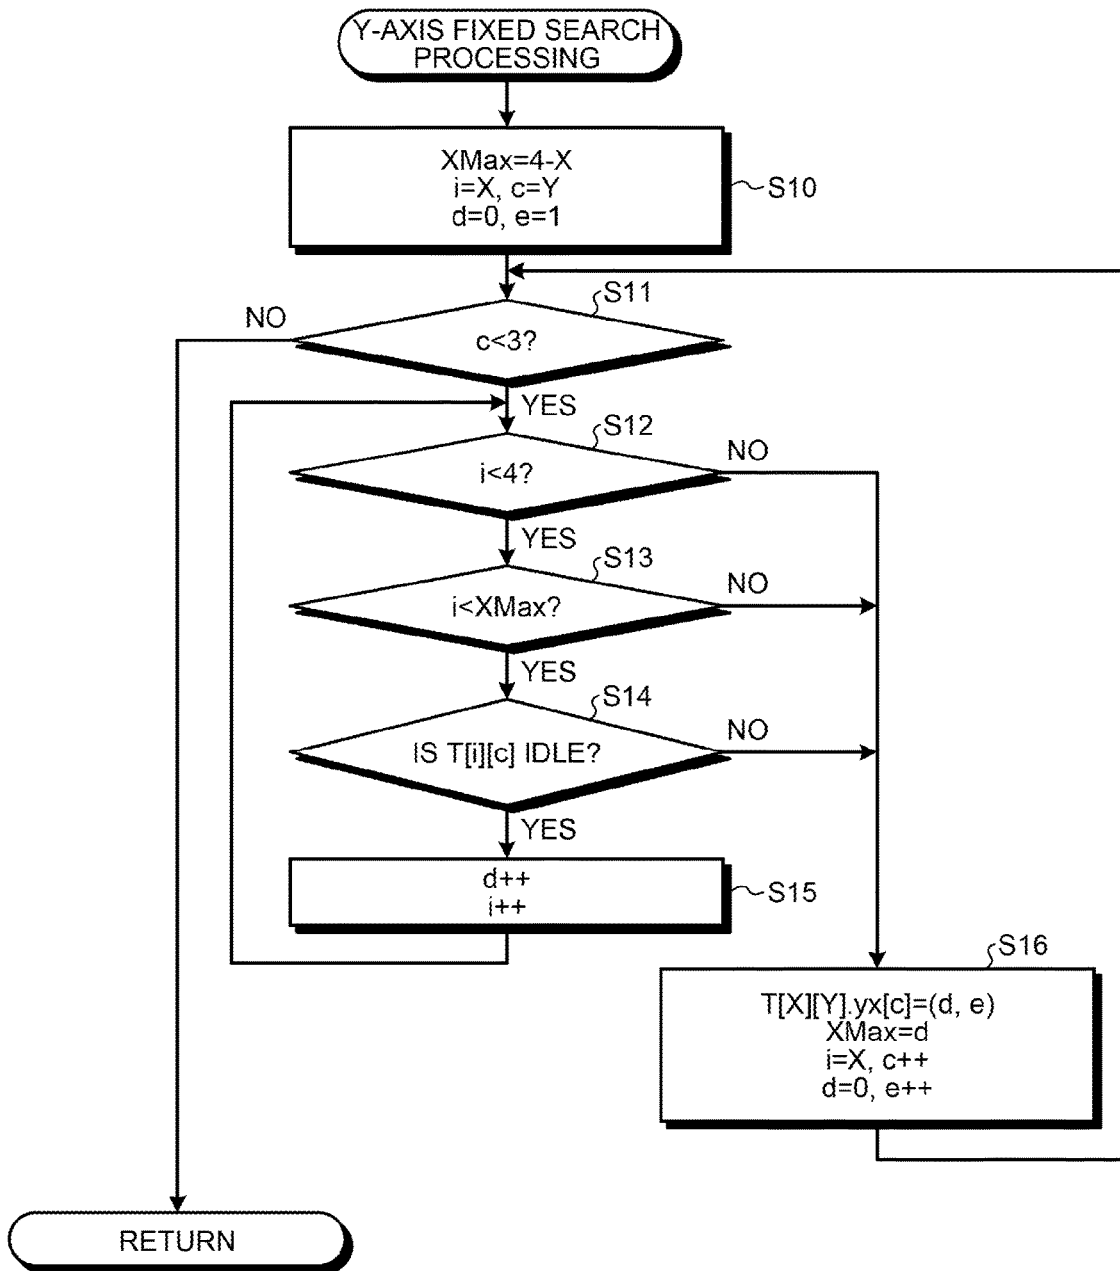 Y-AXIS FIXED SEARCH
PROCESSING
XMax=4-X
i=X, c=Y
d=0, e=1
S10
S11
NO
c<3?
YES
S12
NO
i<4?
YES
S13
NO
i<XMax?
YES
S14
NO
IS T[i][c] IDLE?
YES
d++
i++
S15
S16
T[X][Y].yx[c]=(d, e)
XMax=d
i=X, c++
d=0, e++
RETURN